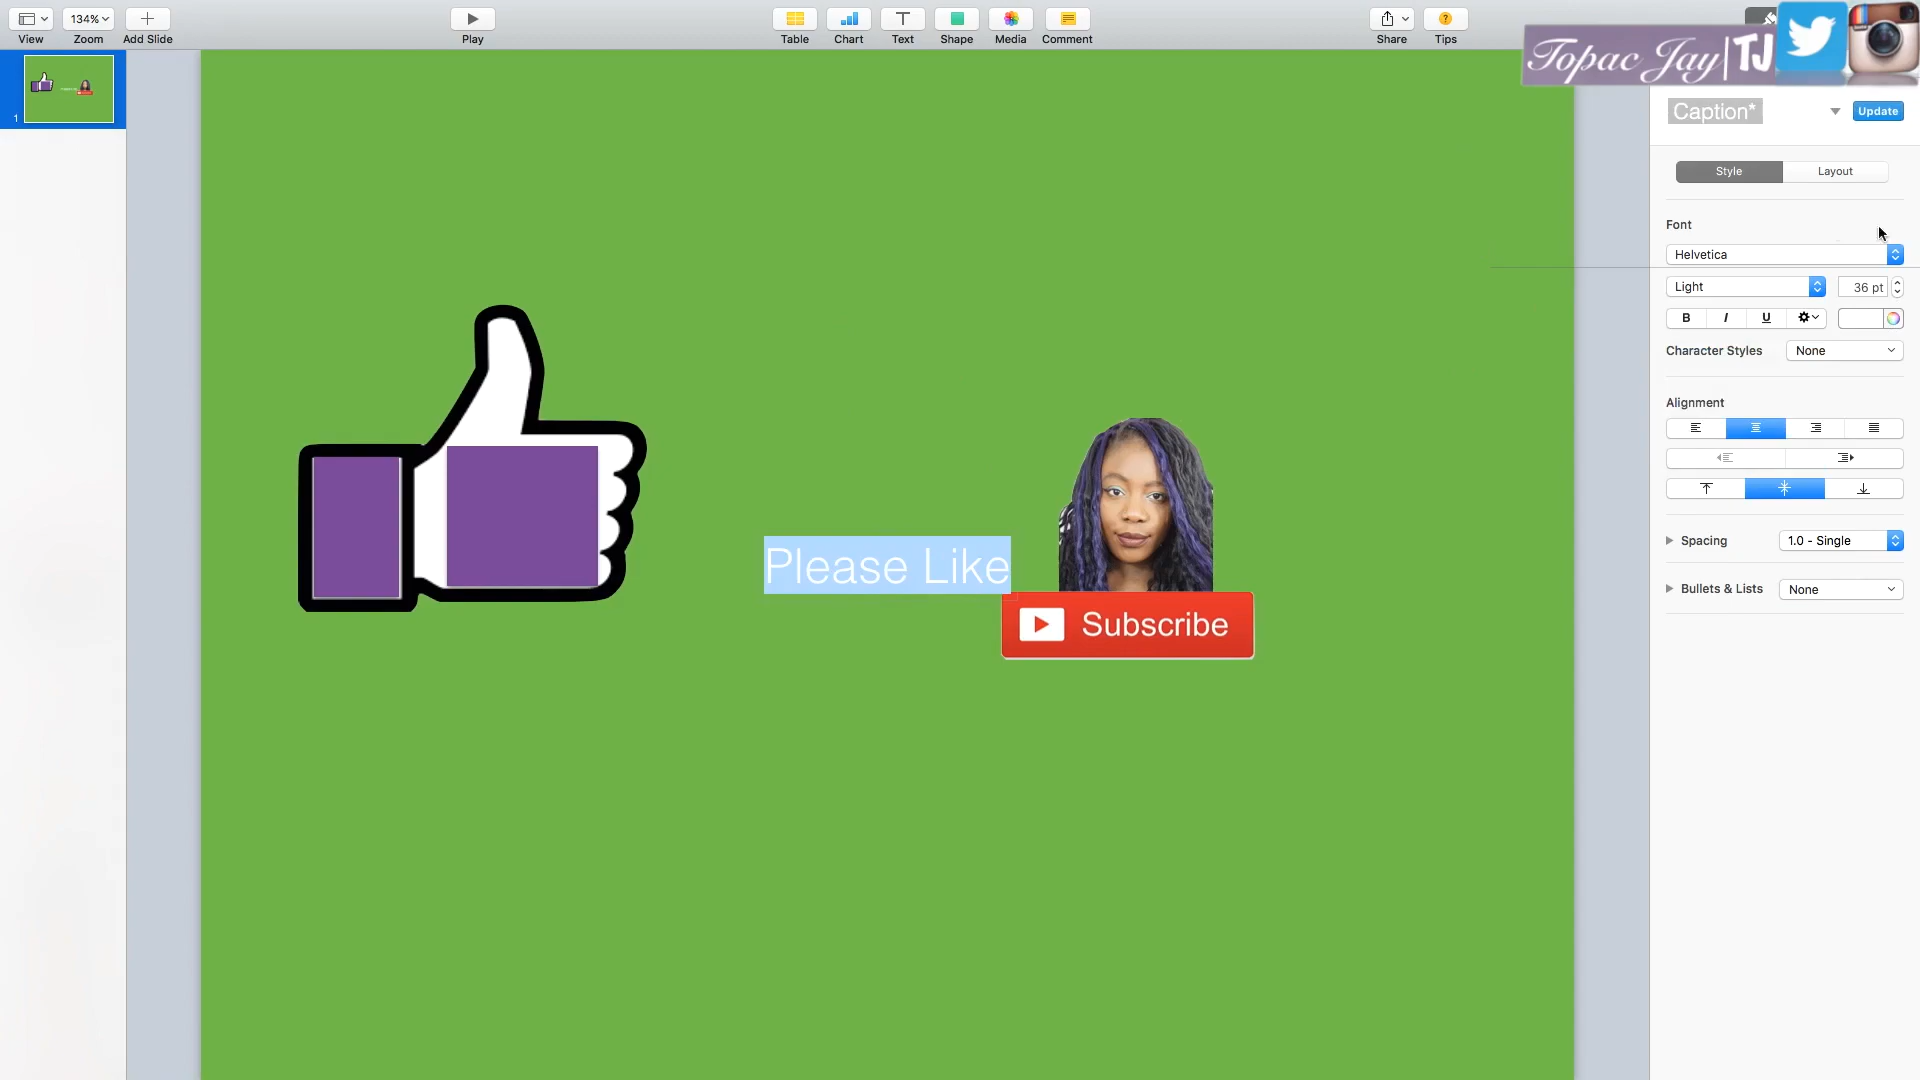 View
134%
Zoom
Add Slide
Play
Table
Chart
Text
Shape
Media
Comment
Share
Tips
Topac Jay|TJ
1
Caption*
Update
Style
Layout
Font
Helvetica
Light
36 pt
B
I
U
Character Styles
None
Alignment
Spacing
1.0 - Single
Bullets & Lists
None
Please Like
Subscribe